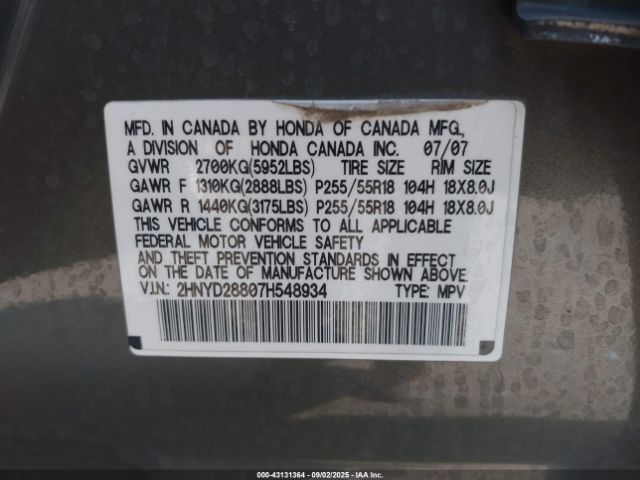 MFD. IN CANADA BY HONDA OF CANADA MFG.,
A DIVISION OF HONDA CANADA INC. 07/07
GVWR 2700KG(5952LBS) TIRE SIZE RIM SIZE
GAWR F 1310KG(2888LBS) P255/55R18 104H 18X8.0J
GAWR R 1440KG(3175LBS) P255/55R18 104H 18X8.0J
THIS VEHICLE CONFORMS TO ALL APPLICABLE
FEDERAL MOTOR VEHICLE SAFETY
AND THEFT PREVENTION STANDARDS IN EFFECT ON
THE DATE OF MANUFACTURE SHOWN ABOVE.
V.I.N.: 2HNYD28807H548934 TYPE: MPV
000-43131364 | 09/02/2025 | IAA Inc.